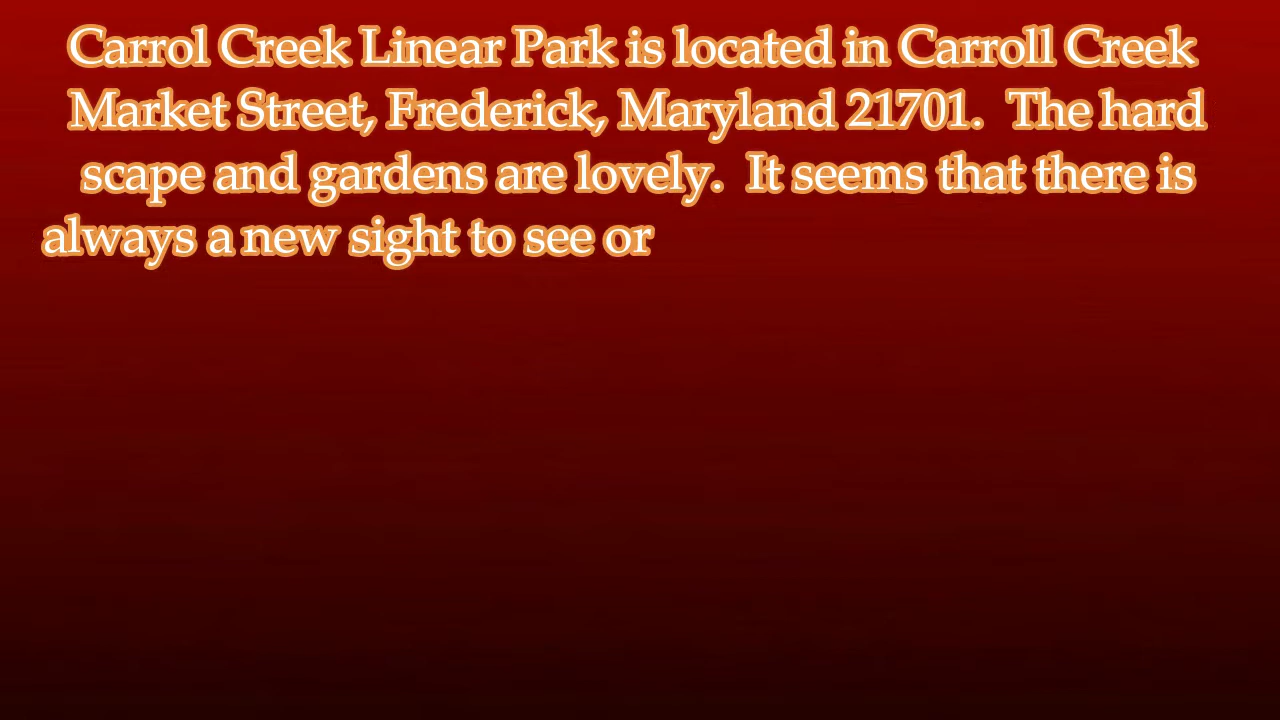 Carrol Creek Linear Park is located in Carroll Creek
Market Street, Frederick, Maryland 21701.  The hard
scape and gardens are lovely.  It seems that there is
always a new sight to see or